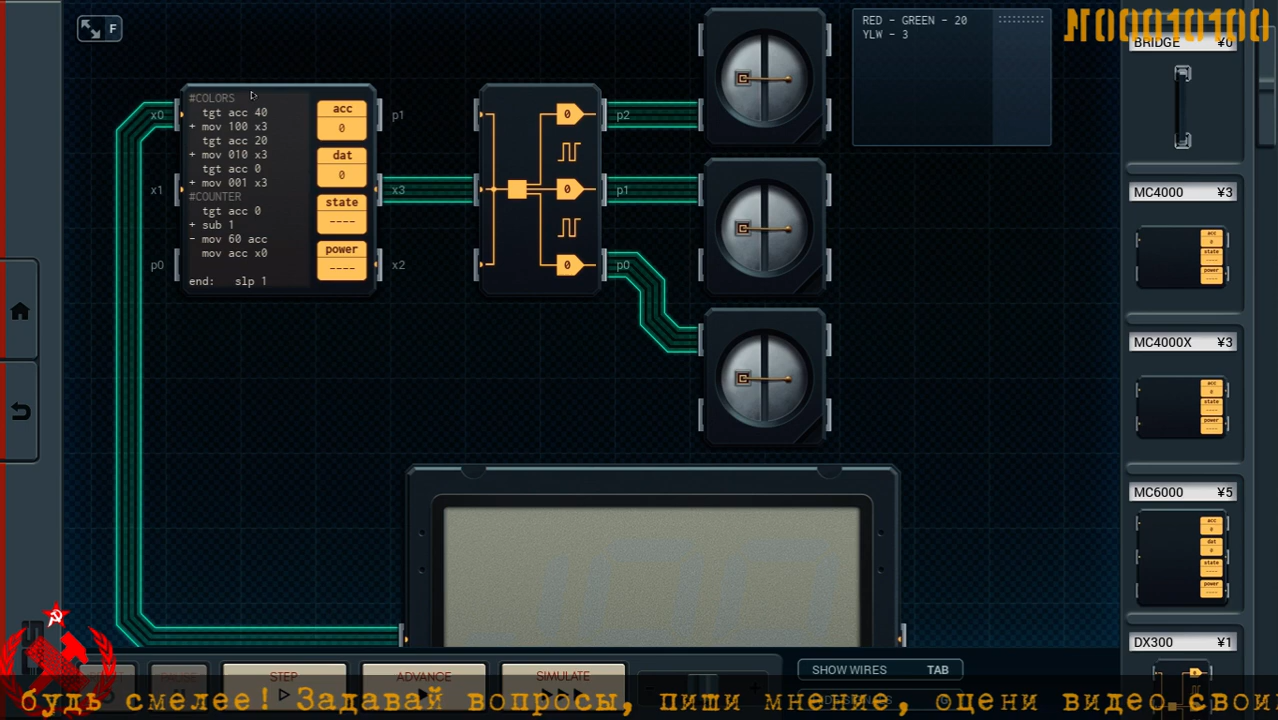 F
RED - GREEN - 20
YLW - 3
N00010100
BRIDGE ¥0
#COLORS
tgt acc 40
+ mov 100 x3
tgt acc 20
+ mov 010 x3
tgt acc 0
+ mov 001 x3
#COUNTER
tgt acc 0
+ sub 1
- mov 60 acc
mov acc x0
end: slp 1
acc
0
dat
0
state
----
power
----
x0
x1
p0
p1
x3
x2
0
0
0
p2
p1
p0
MC4000 ¥3
MC4000X ¥3
MC6000 ¥5
DX300 ¥1
STEP
ADVANCE
SIMULATE
SHOW WIRES TAB
будь смелее! Задавай вопросы, пиши мнение, оцени видео свои